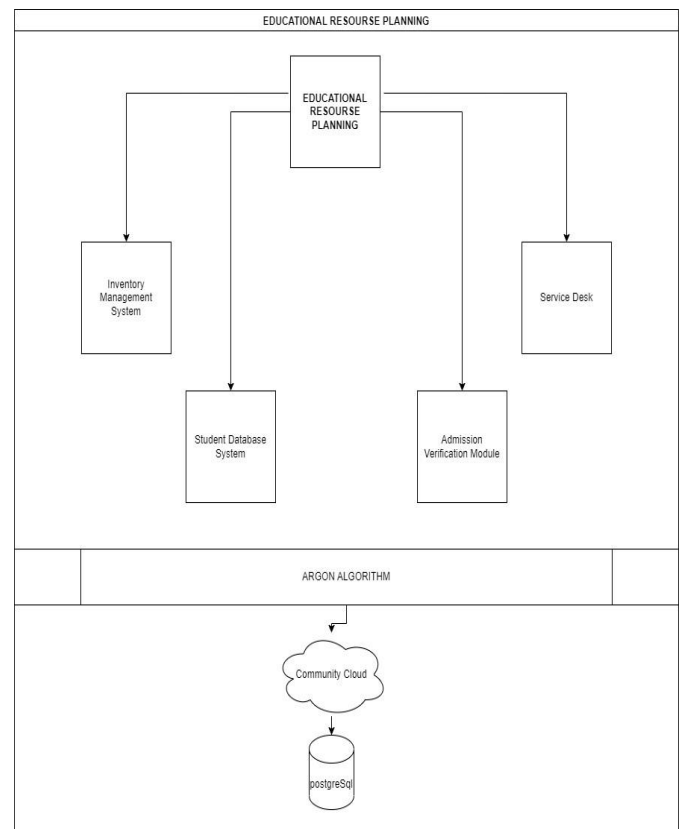 EDUCATIONAL RESOURSE PLANNING
EDUCATIONAL
RESOURSE
PLANNING
Inventory
Management
System
Service Desk
Student Database
System
Admission
Verification Module
ARGON ALGORITHM
Community Cloud
postgreSql